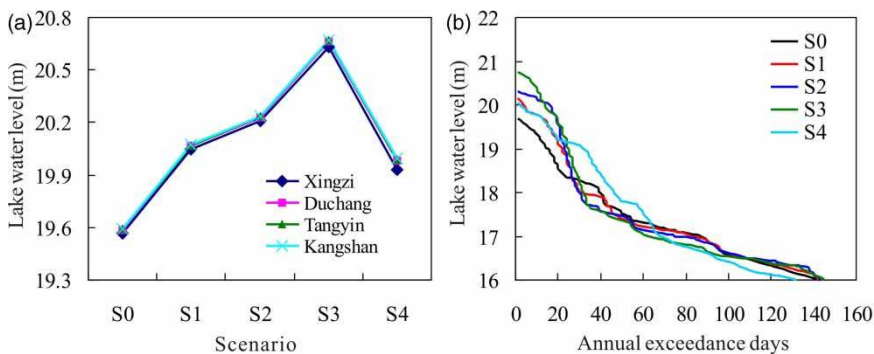 (a)
20.8
20.5
20.2
19.9
19.6
19.3
Lake water level (m)
Xingzi
Duchang
Tangyin
Kangshan
S0 S1 S2 S3 S4
Scenario
(b)
22
21
20
19
18
17
16
Lake water level (m)
S0
S1
S2
S3
S4
0 20 40 60 80 100 120 140 160
Annual exceedance days